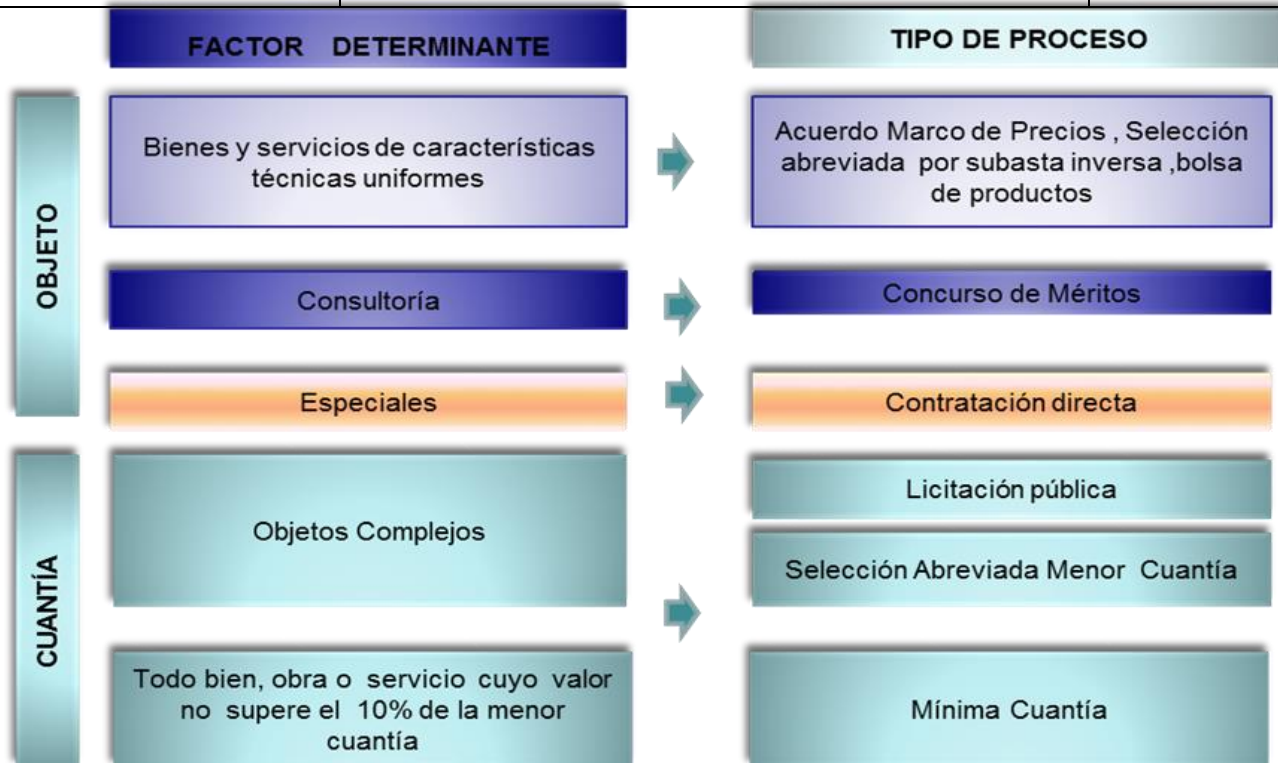 FACTOR DETERMINANTE
TIPO DE PROCESO
OBJETO
Bienes y servicios de características
técnicas uniformes
Acuerdo Marco de Precios , Selección
abreviada por subasta inversa ,bolsa
de productos
Consultoría
Concurso de Méritos
Especiales
Contratación directa
CUANTÍA
Objetos Complejos
Licitación pública
Selección Abreviada Menor Cuantía
Todo bien, obra o servicio cuyo valor
no supere el 10% de la menor
cuantía
Mínima Cuantía